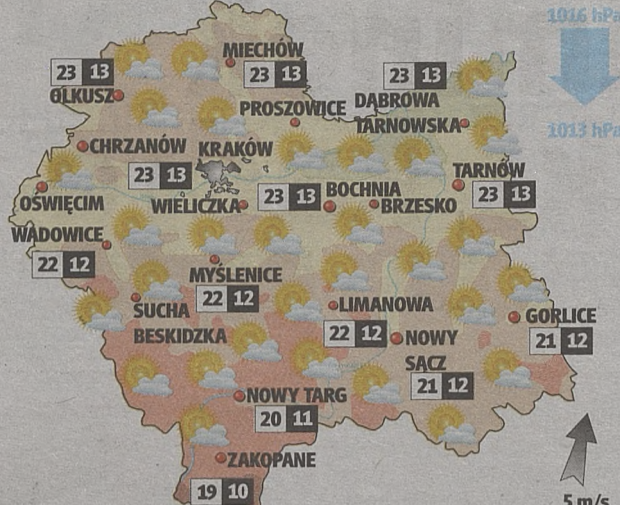 1016 hPa
MIECHÓW
23 13
23 13
23 13
OLKUSZ
PROSZOWICE
DĄBROWA
TARNOWSKA
1013 hPa
CHRZANÓW
KRAKÓW
23 13
TARNÓW
23 13
OŚWIĘCIM
WIELICZKA
23 13
BOCHNIA
BRZESKO
WADOWICE
22 12
MYŚLENICE
22 12
SUCHA
BESKIDZKA
LIMANOWA
22 12
GORLICE
21 12
NOWY
SĄCZ
21 12
NOWY TARG
20 11
ZAKOPANE
19 10
5 m/s